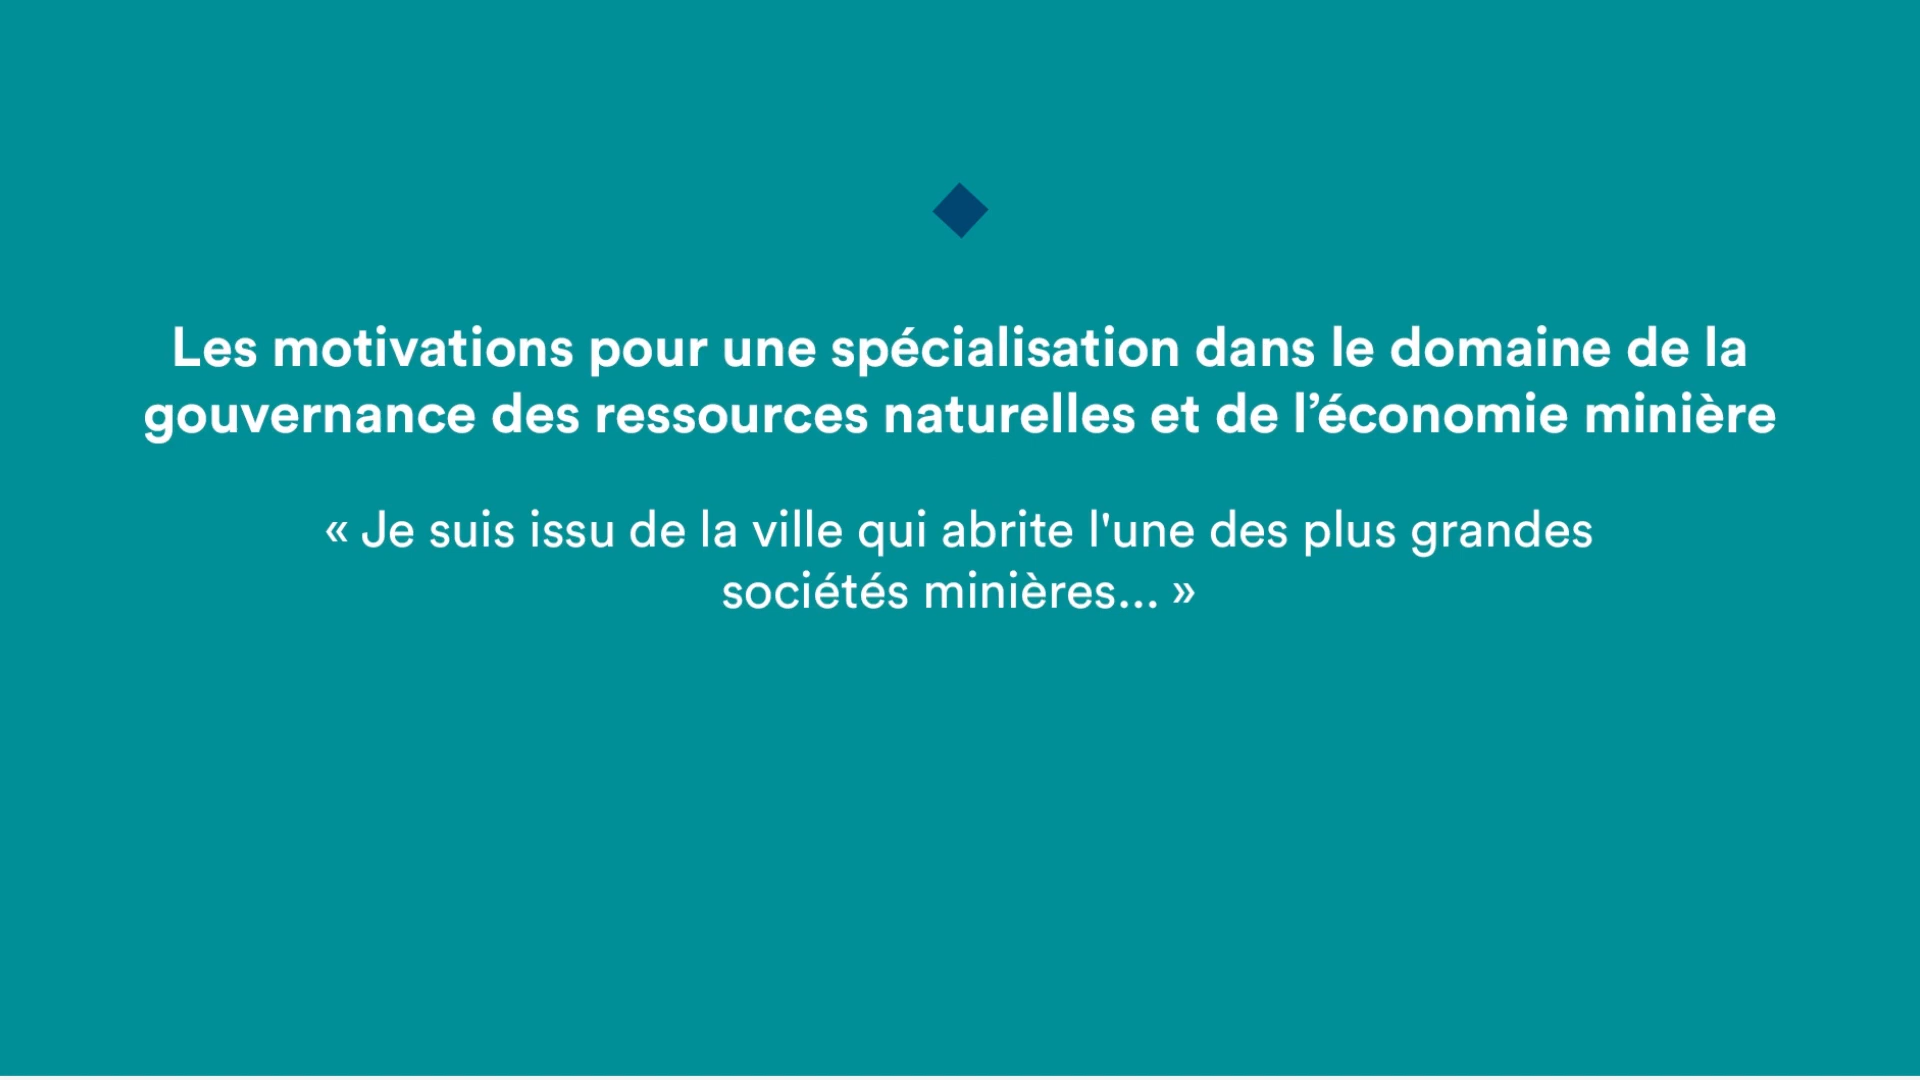 Les motivations pour une spécialisation dans le domaine de la
gouvernance des ressources naturelles et de l’économie minière
« Je suis issu de la ville qui abrite l'une des plus grandes
sociétés minières... »